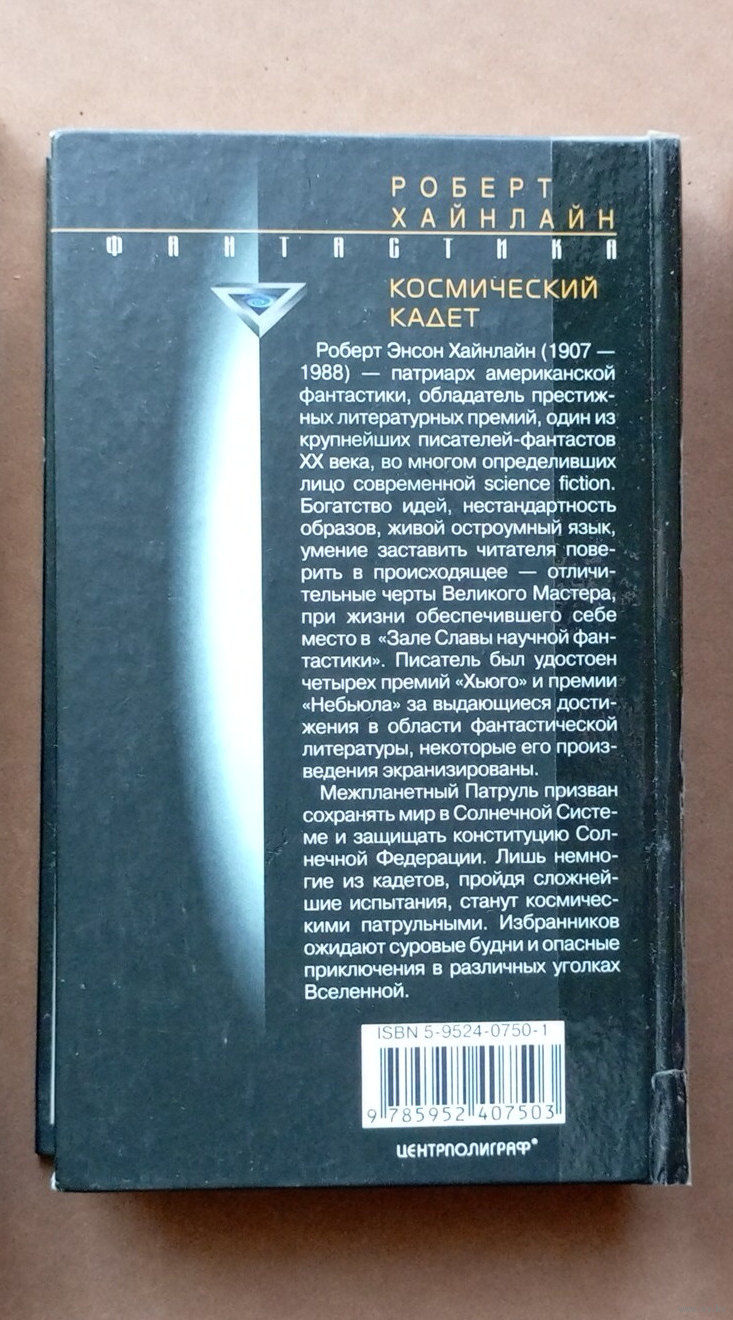 РОБЕРТ
ХАЙНЛАЙН
ФАНТАСТИКА
КОСМИЧЕСКИЙ
КАДЕТ
Роберт Энсон Хайнлайн (1907 —
1988) — патриарх американской
фантастики, обладатель престиж-
ных литературных премий, один из
крупнейших писателей-фантастов
XX века, во многом определивших
лицо современной science fiction.
Богатство идей, нестандартность
образов, живой остроумный язык,
умение заставить читателя пове-
рить в происходящее — отличи-
тельные черты Великого Мастера,
при жизни обеспечившего себе
место в «Зале Славы научной фан-
тастики». Писатель был удостоен
четырех премий «Хьюго» и премии
«Небьюла» за выдающиеся дости-
жения в области фантастической
литературы, некоторые его произ-
ведения экранизированы.
Межпланетный Патруль призван
сохранять мир в Солнечной Систе-
ме и защищать конституцию Сол-
нечной Федерации. Лишь немно-
гие из кадетов, пройдя сложней-
шие испытания, станут космичес-
кими патрульными. Избранников
ожидают суровые будни и опасные
приключения в различных уголках
Вселенной.
ISBN 5-9524-0750-1
9 785952 407503
ЦЕНТРПОЛИГРАФ®